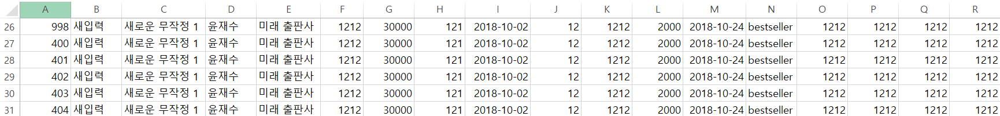 A B C D E F G H I J K L M N O P Q R
26 998 새입력 새로운 무작정 1 윤재수 미래 출판사 1212 30000 121 2018-10-02 12 1212 2000 2018-10-24 bestseller 1212 1212 1212 1212
27 400 새입력 새로운 무작정 1 윤재수 미래 출판사 1212 30000 121 2018-10-02 12 1212 2000 2018-10-24 bestseller 1212 1212 1212 1212
28 401 새입력 새로운 무작정 1 윤재수 미래 출판사 1212 30000 121 2018-10-02 12 1212 2000 2018-10-24 bestseller 1212 1212 1212 1212
29 402 새입력 새로운 무작정 1 윤재수 미래 출판사 1212 30000 121 2018-10-02 12 1212 2000 2018-10-24 bestseller 1212 1212 1212 1212
30 403 새입력 새로운 무작정 1 윤재수 미래 출판사 1212 30000 121 2018-10-02 12 1212 2000 2018-10-24 bestseller 1212 1212 1212 1212
31 404 새입력 새로운 무작정 1 윤재수 미래 출판사 1212 30000 121 2018-10-02 12 1212 2000 2018-10-24 bestseller 1212 1212 1212 1212